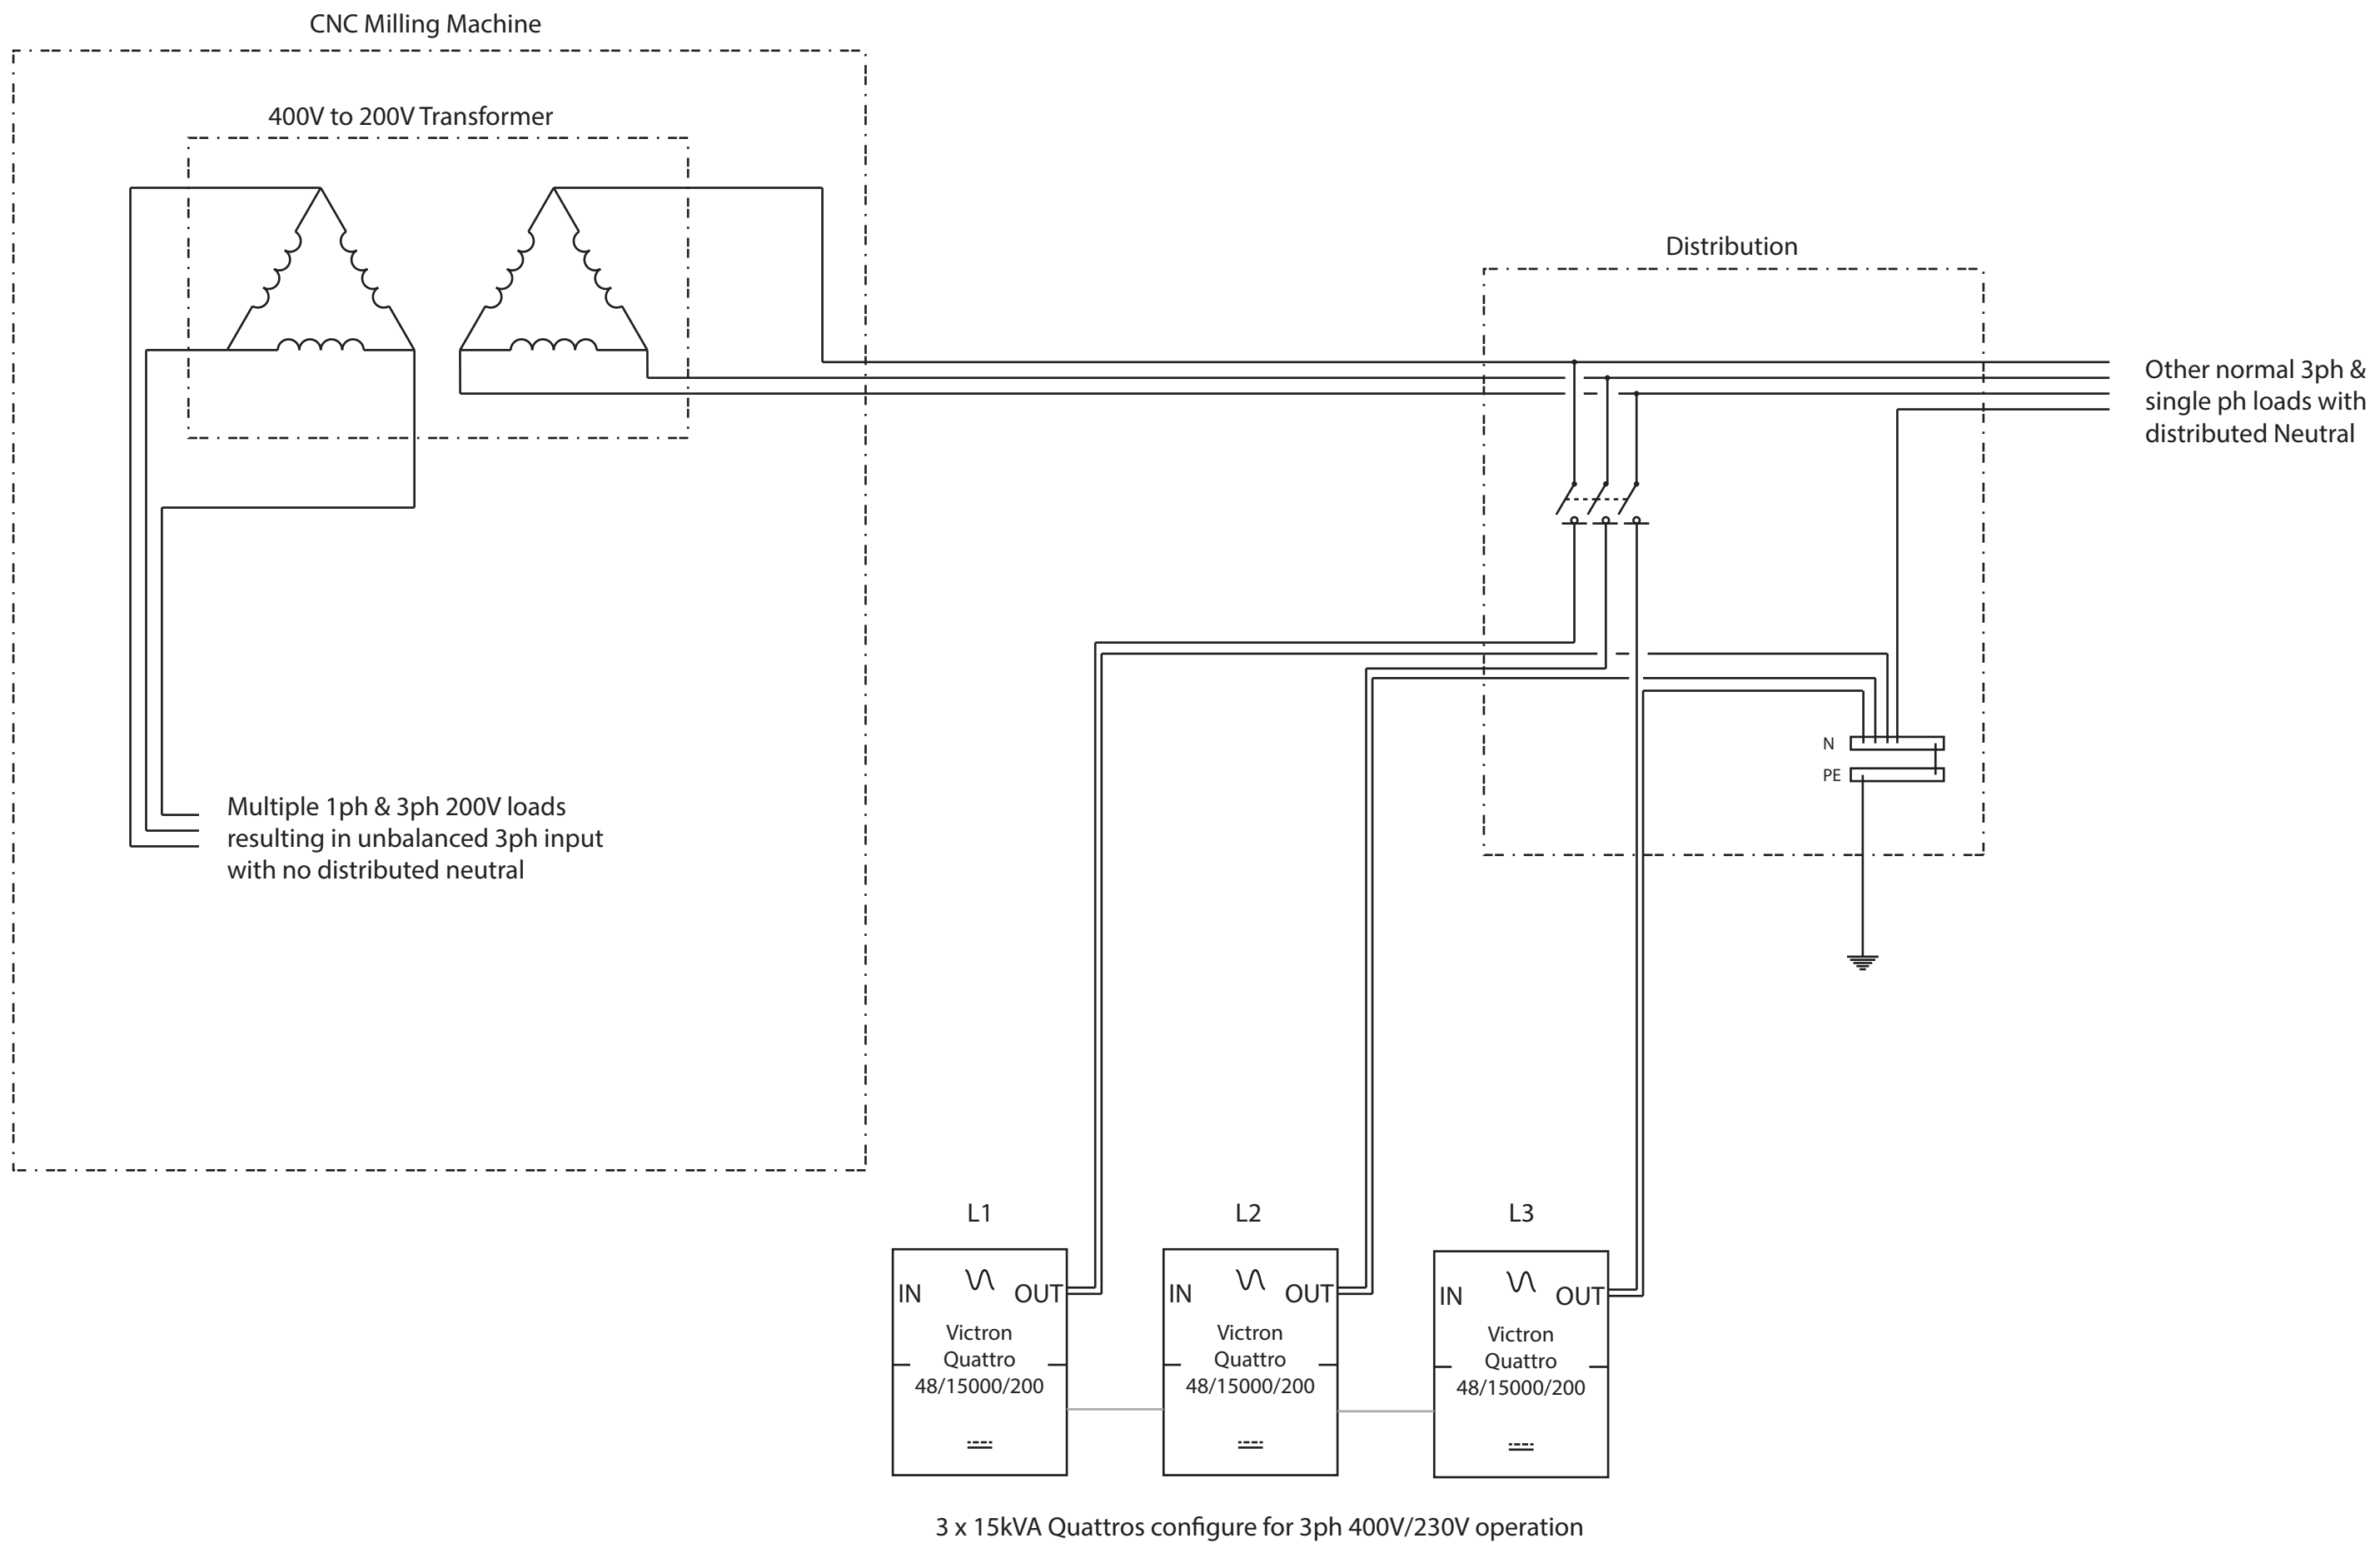 CNC Milling Machine
400V to 200V Transformer
Distribution
Other normal 3ph &
single ph loads with
distributed Neutral
N
PE
Multiple 1ph & 3ph 200V loads
resulting in unbalanced 3ph input
with no distributed neutral
L1
L2
L3
IN
OUT
Victron
Quattro
48/15000/200
IN
OUT
Victron
Quattro
48/15000/200
IN
OUT
Victron
Quattro
48/15000/200
3 x 15kVA Quattros configure for 3ph 400V/230V operation